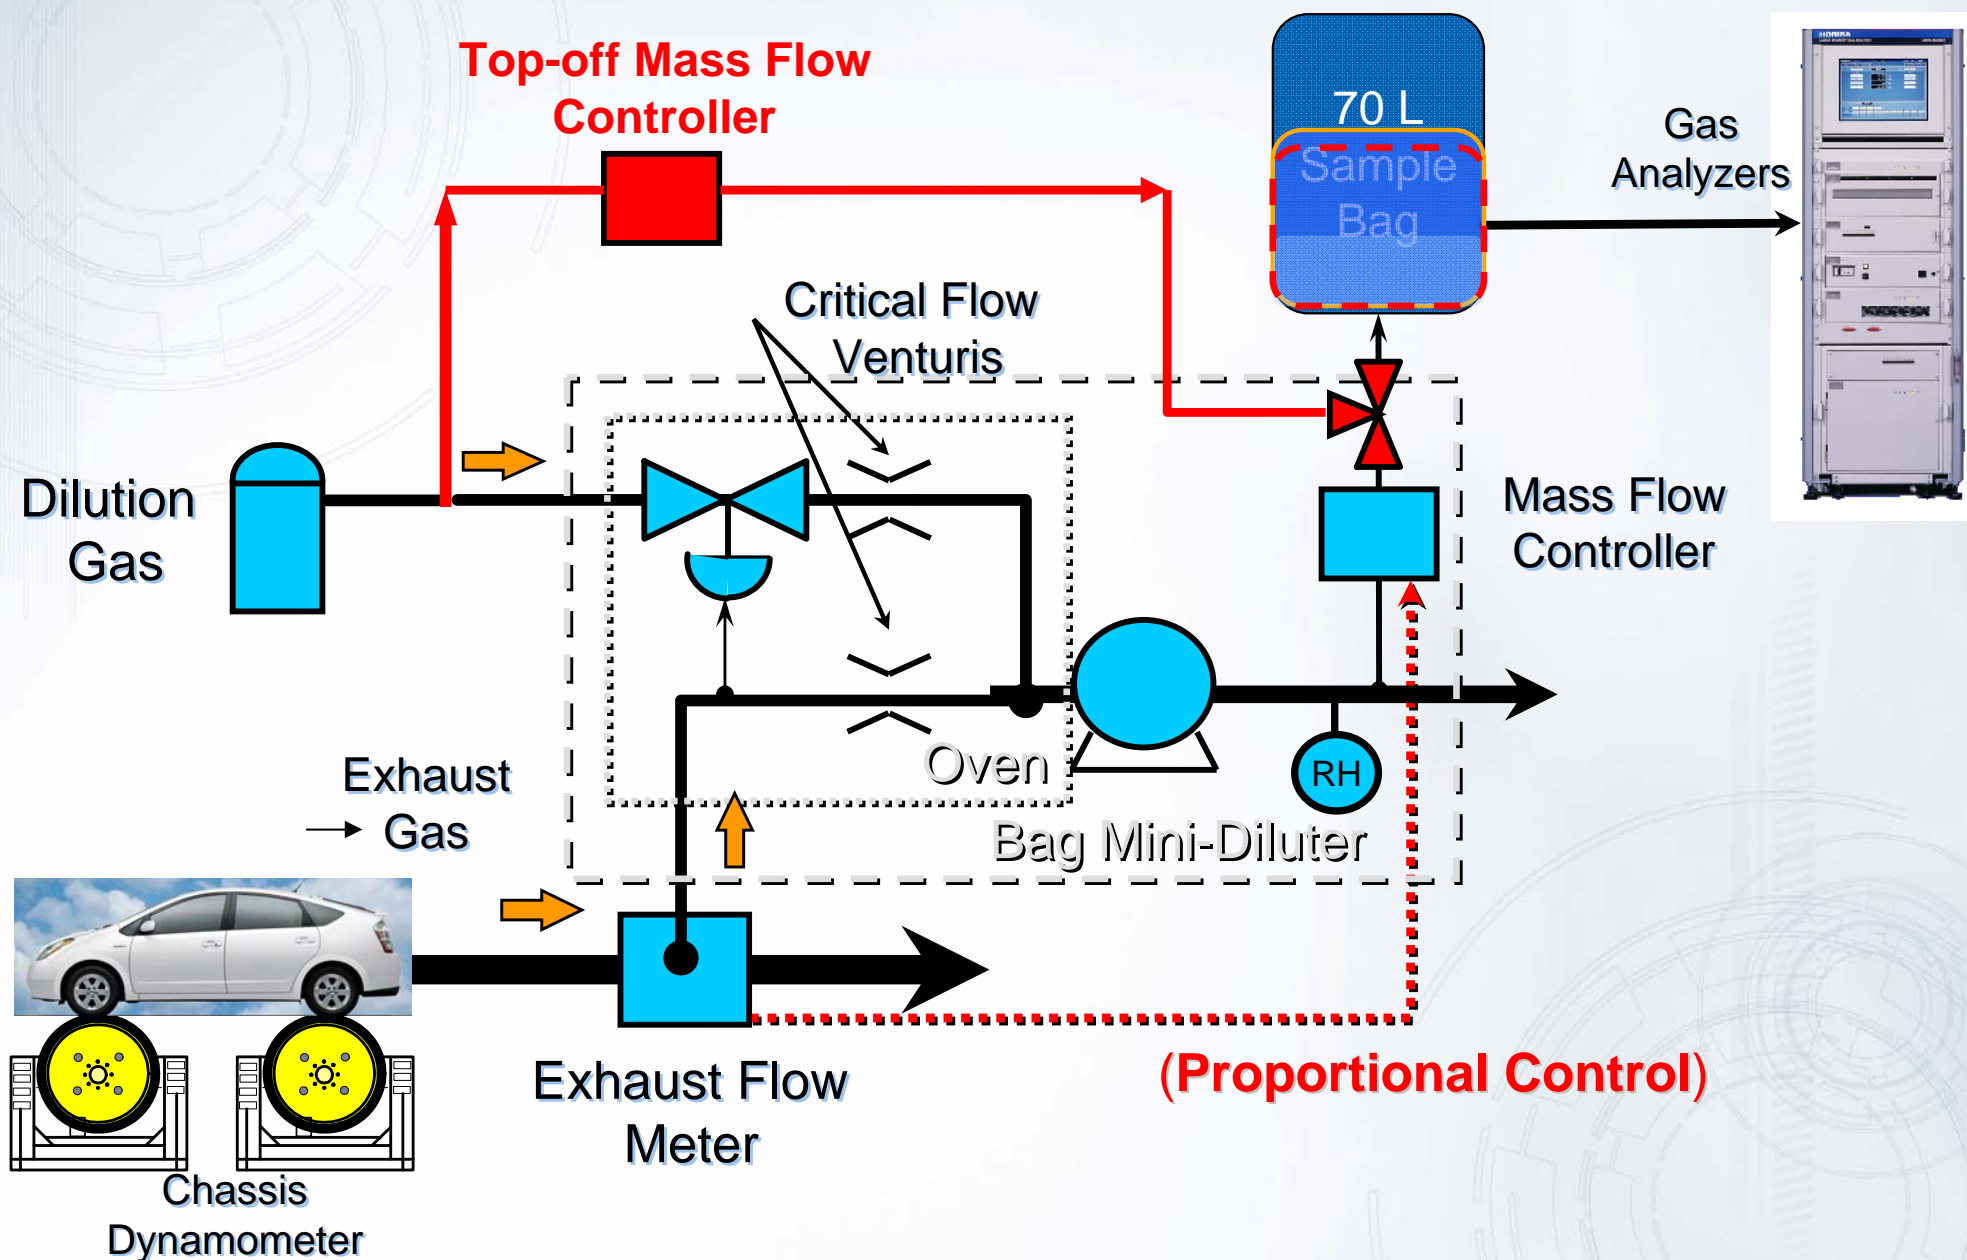 Top-off Mass Flow
Controller
70 L
Sample
Bag
Gas
Analyzers
HORIBA
Critical Flow
Venturis
Dilution
Gas
Mass Flow
Controller
Oven
RH
Exhaust
Gas
Bag Mini-Diluter
(Proportional Control)
Exhaust Flow
Meter
Chassis
Dynamometer